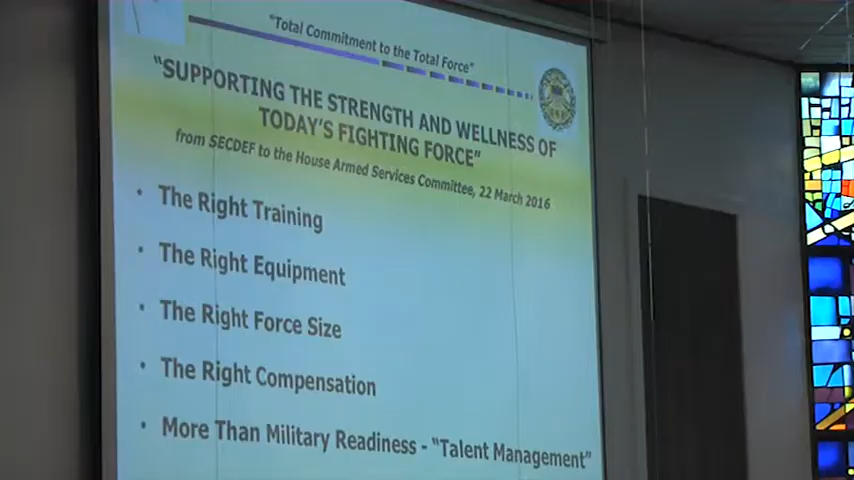 "Total Commitment to the Total Force"
"SUPPORTING THE STRENGTH AND WELLNESS OF
TODAY'S FIGHTING FORCE"
from SECDEF to the House Armed Services Committee, 22 March 2016
• The Right Training
• The Right Equipment
• The Right Force Size
• The Right Compensation
• More Than Military Readiness - "Talent Management"